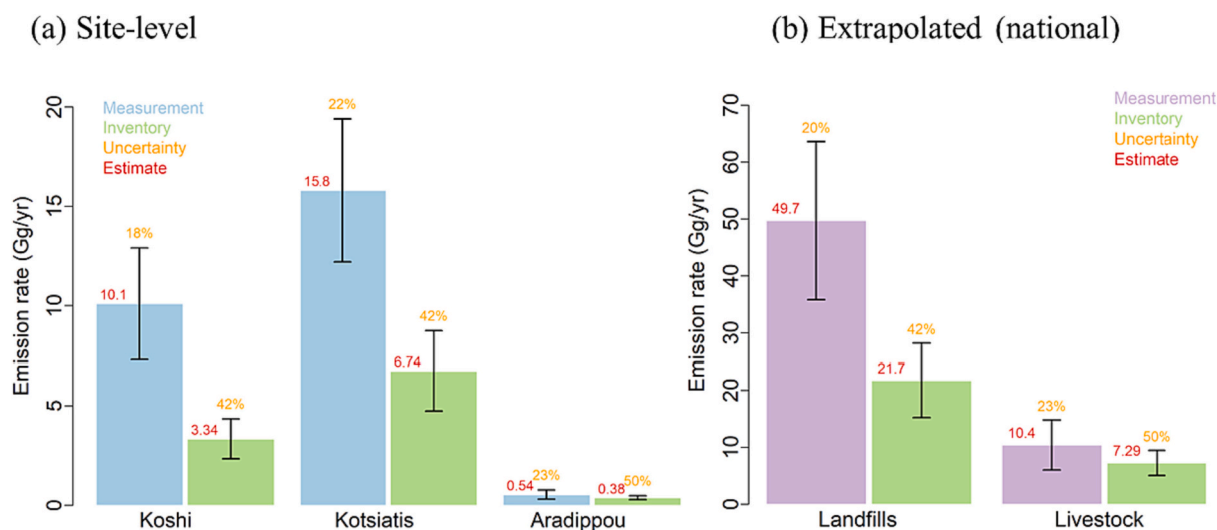 (a) Site-level
Measurement
Inventory
Uncertainty
Estimate
Emission rate (Gg/yr)
20
15
10
5
0
18%
10.1
42%
3.34
22%
15.8
42%
6.74
23%
0.54
50%
0.38
Koshi
Kotsiatis
Aradippou
(b) Extrapolated (national)
Measurement
Inventory
Uncertainty
Estimate
Emission rate (Gg/yr)
70
60
50
40
30
20
10
0
20%
49.7
42%
21.7
23%
10.4
50%
7.29
Landfills
Livestock